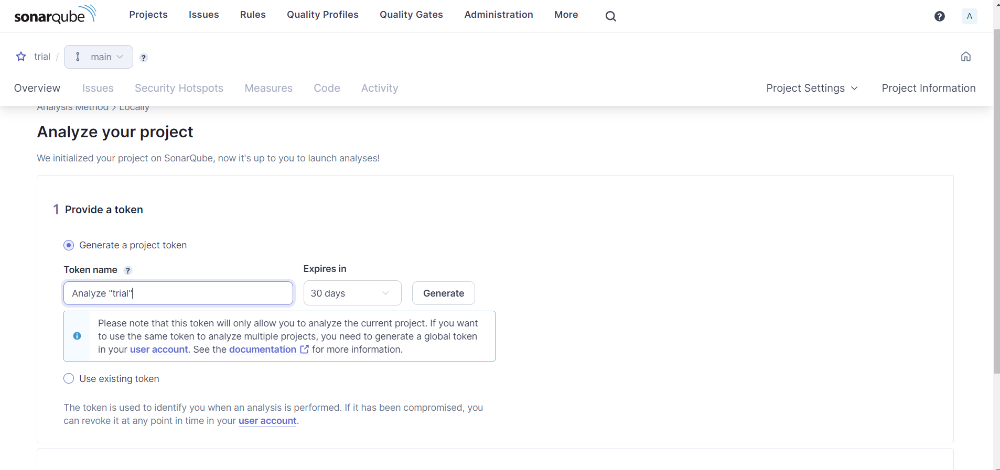 sonarqube Projects Issues Rules Quality Profiles Quality Gates Administration More ? A
trial / main ?
Overview Issues Security Hotspots Measures Code Activity Project Settings Project Information
Analysis Method > Locally
Analyze your project
We initialized your project on SonarQube, now it's up to you to launch analyses!
1 Provide a token
Generate a project token
Token name ? Expires in
Analyze "trial" 30 days Generate
Please note that this token will only allow you to analyze the current project. If you want
to use the same token to analyze multiple projects, you need to generate a global token
in your user account. See the documentation for more information.
Use existing token
The token is used to identify you when an analysis is performed. If it has been compromised, you
can revoke it at any point in time in your user account.